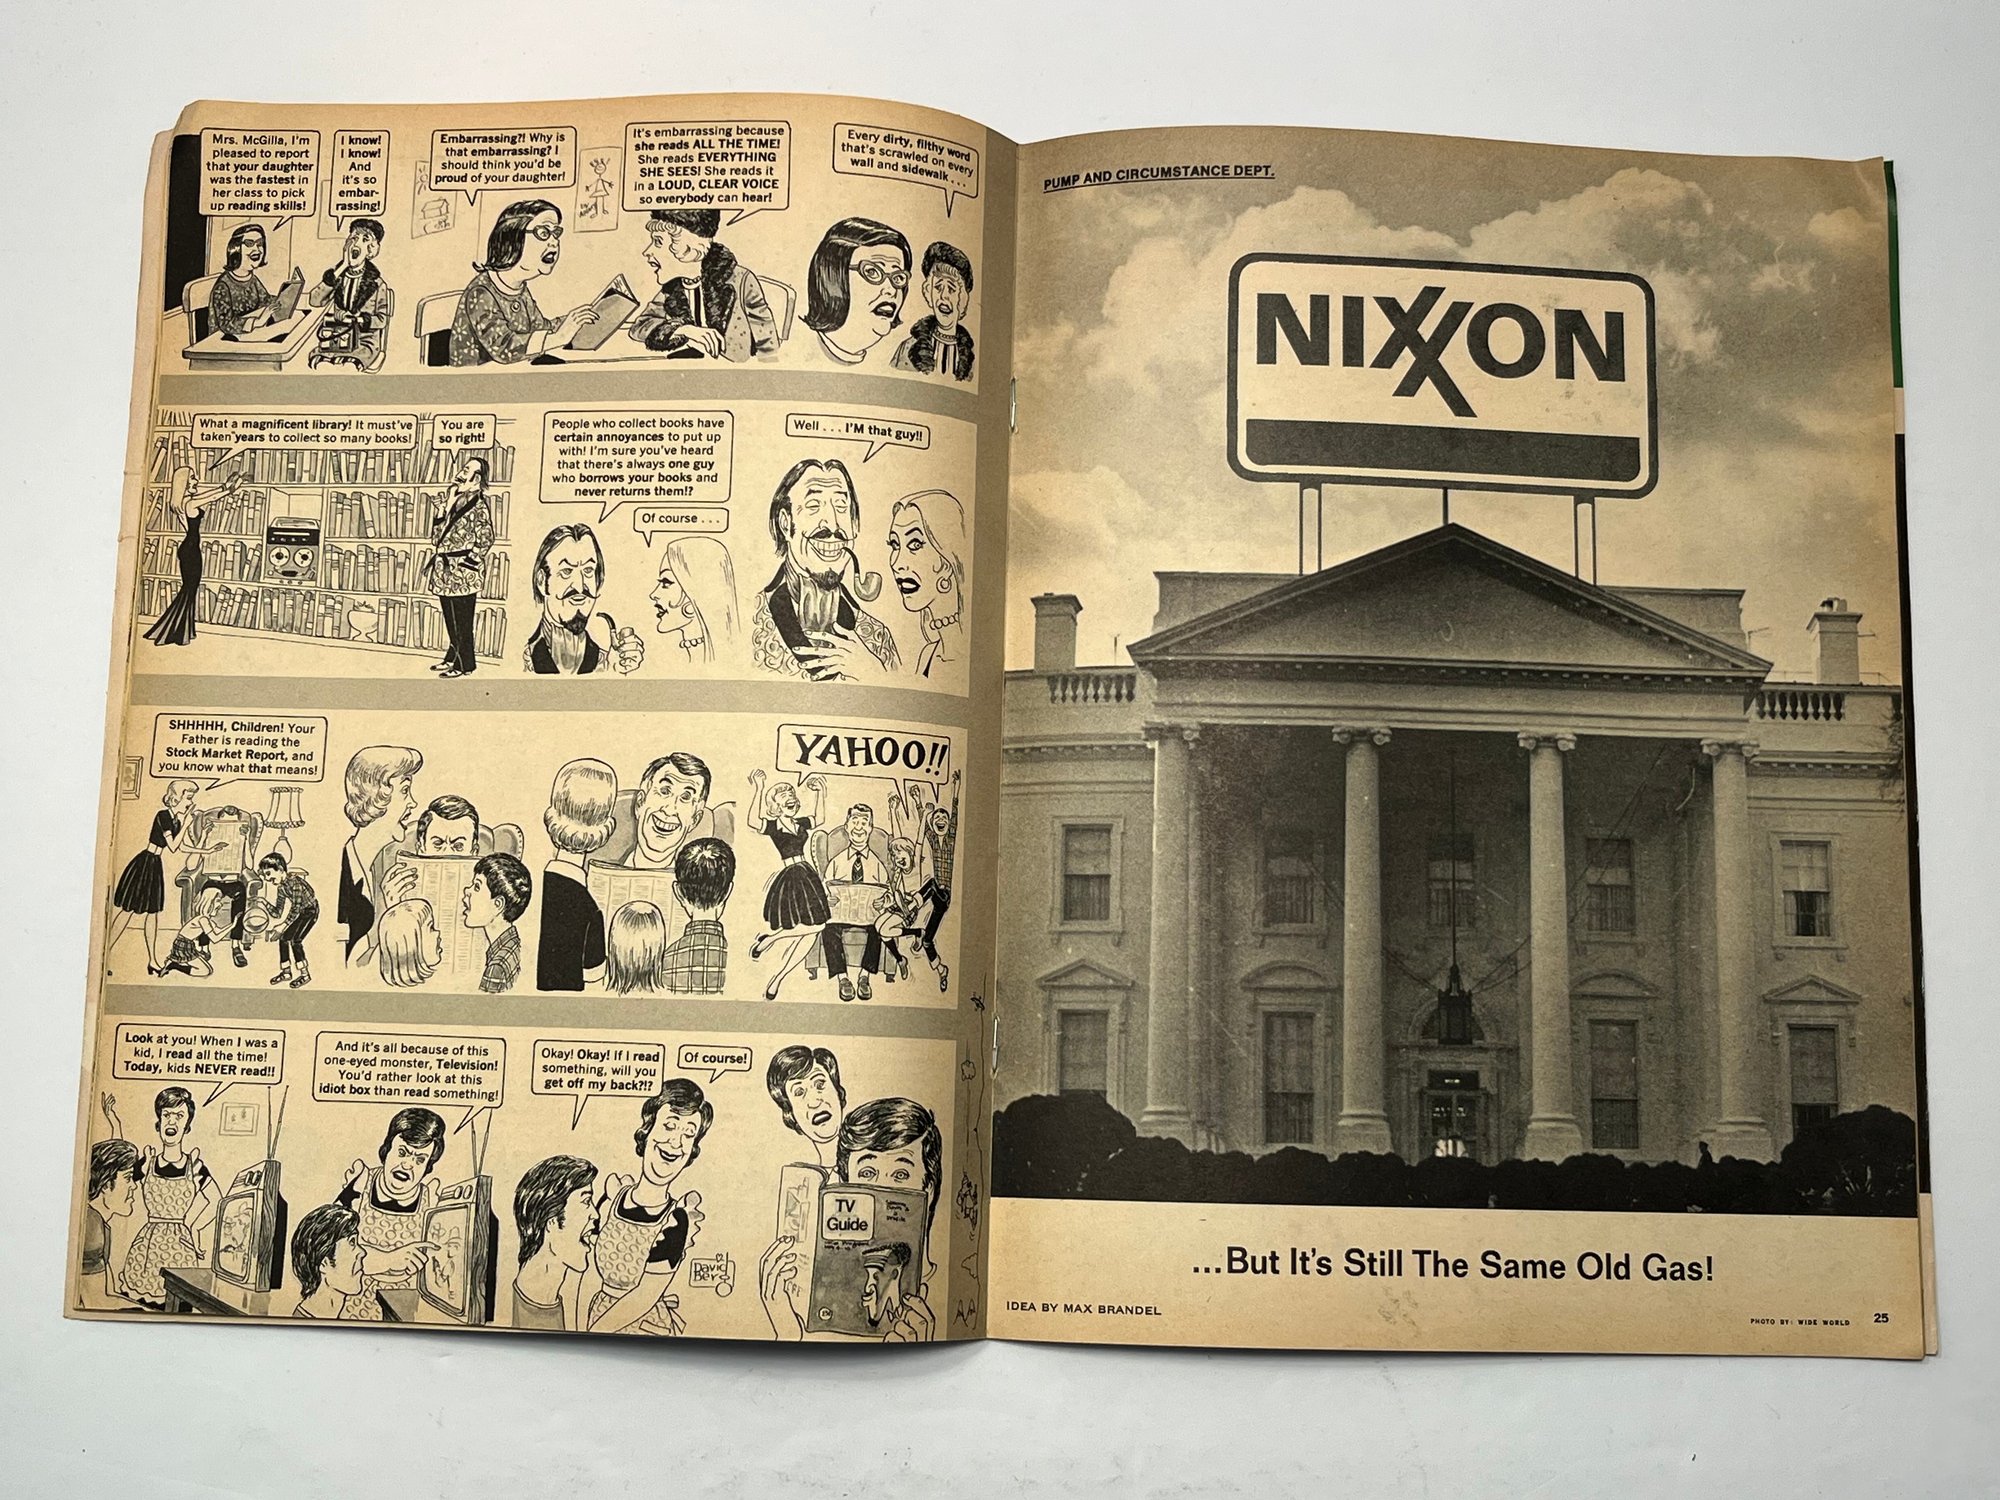 Mrs. McGilla, I'm
pleased to report
that your daughter
was the fastest in
her class to pick
up reading skills!
I know!
I know!
And
it's so
embar-
rassing!
Embarrassing?! Why is
that embarrassing? I
should think you'd be
proud of your daughter!
It's embarrassing because
she reads ALL THE TIME!
She reads EVERYTHING
SHE SEES! She reads it
in a LOUD, CLEAR VOICE
so everybody can hear!
Every dirty, filthy word
that's scrawled on every
wall and sidewalk . . .
What a magnificent library! It must've
taken years to collect so many books!
You are
so right!
People who collect books have
certain annoyances to put up
with! I'm sure you've heard
that there's always one guy
who borrows your books and
never returns them!?
Of course . . .
Well . . . I'M that guy!!
SHHHHH, Children! Your
Father is reading the
Stock Market Report, and
you know what that means!
YAHOO!!
Look at you! When I was a
kid, I read all the time!
Today, kids NEVER read!!
And it's all because of this
one-eyed monster, Television!
You'd rather look at this
idiot box than read something!
Okay! Okay! If I read
something, will you
get off my back?!?
Of course!
TV
Guide
15¢
David
Berg
PUMP AND CIRCUMSTANCE DEPT.
NIXXON
...But It's Still The Same Old Gas!
IDEA BY MAX BRANDEL
PHOTO BY: WIDE WORLD
25